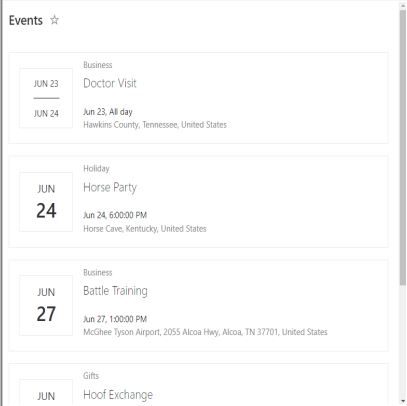 Events
Business
JUN 23
Doctor Visit
JUN 24
Jun 23, All day
Hawkins County, Tennessee, United States
Holiday
JUN
Horse Party
24
Jun 24, 6:00:00 PM
Horse Cave, Kentucky, United States
Business
JUN
Battle Training
27
Jun 27, 1:00:00 PM
McGhee Tyson Airport, 2055 Alcoa Hwy, Alcoa, TN 37701, United States
Gifts
JUN
Hoof Exchange